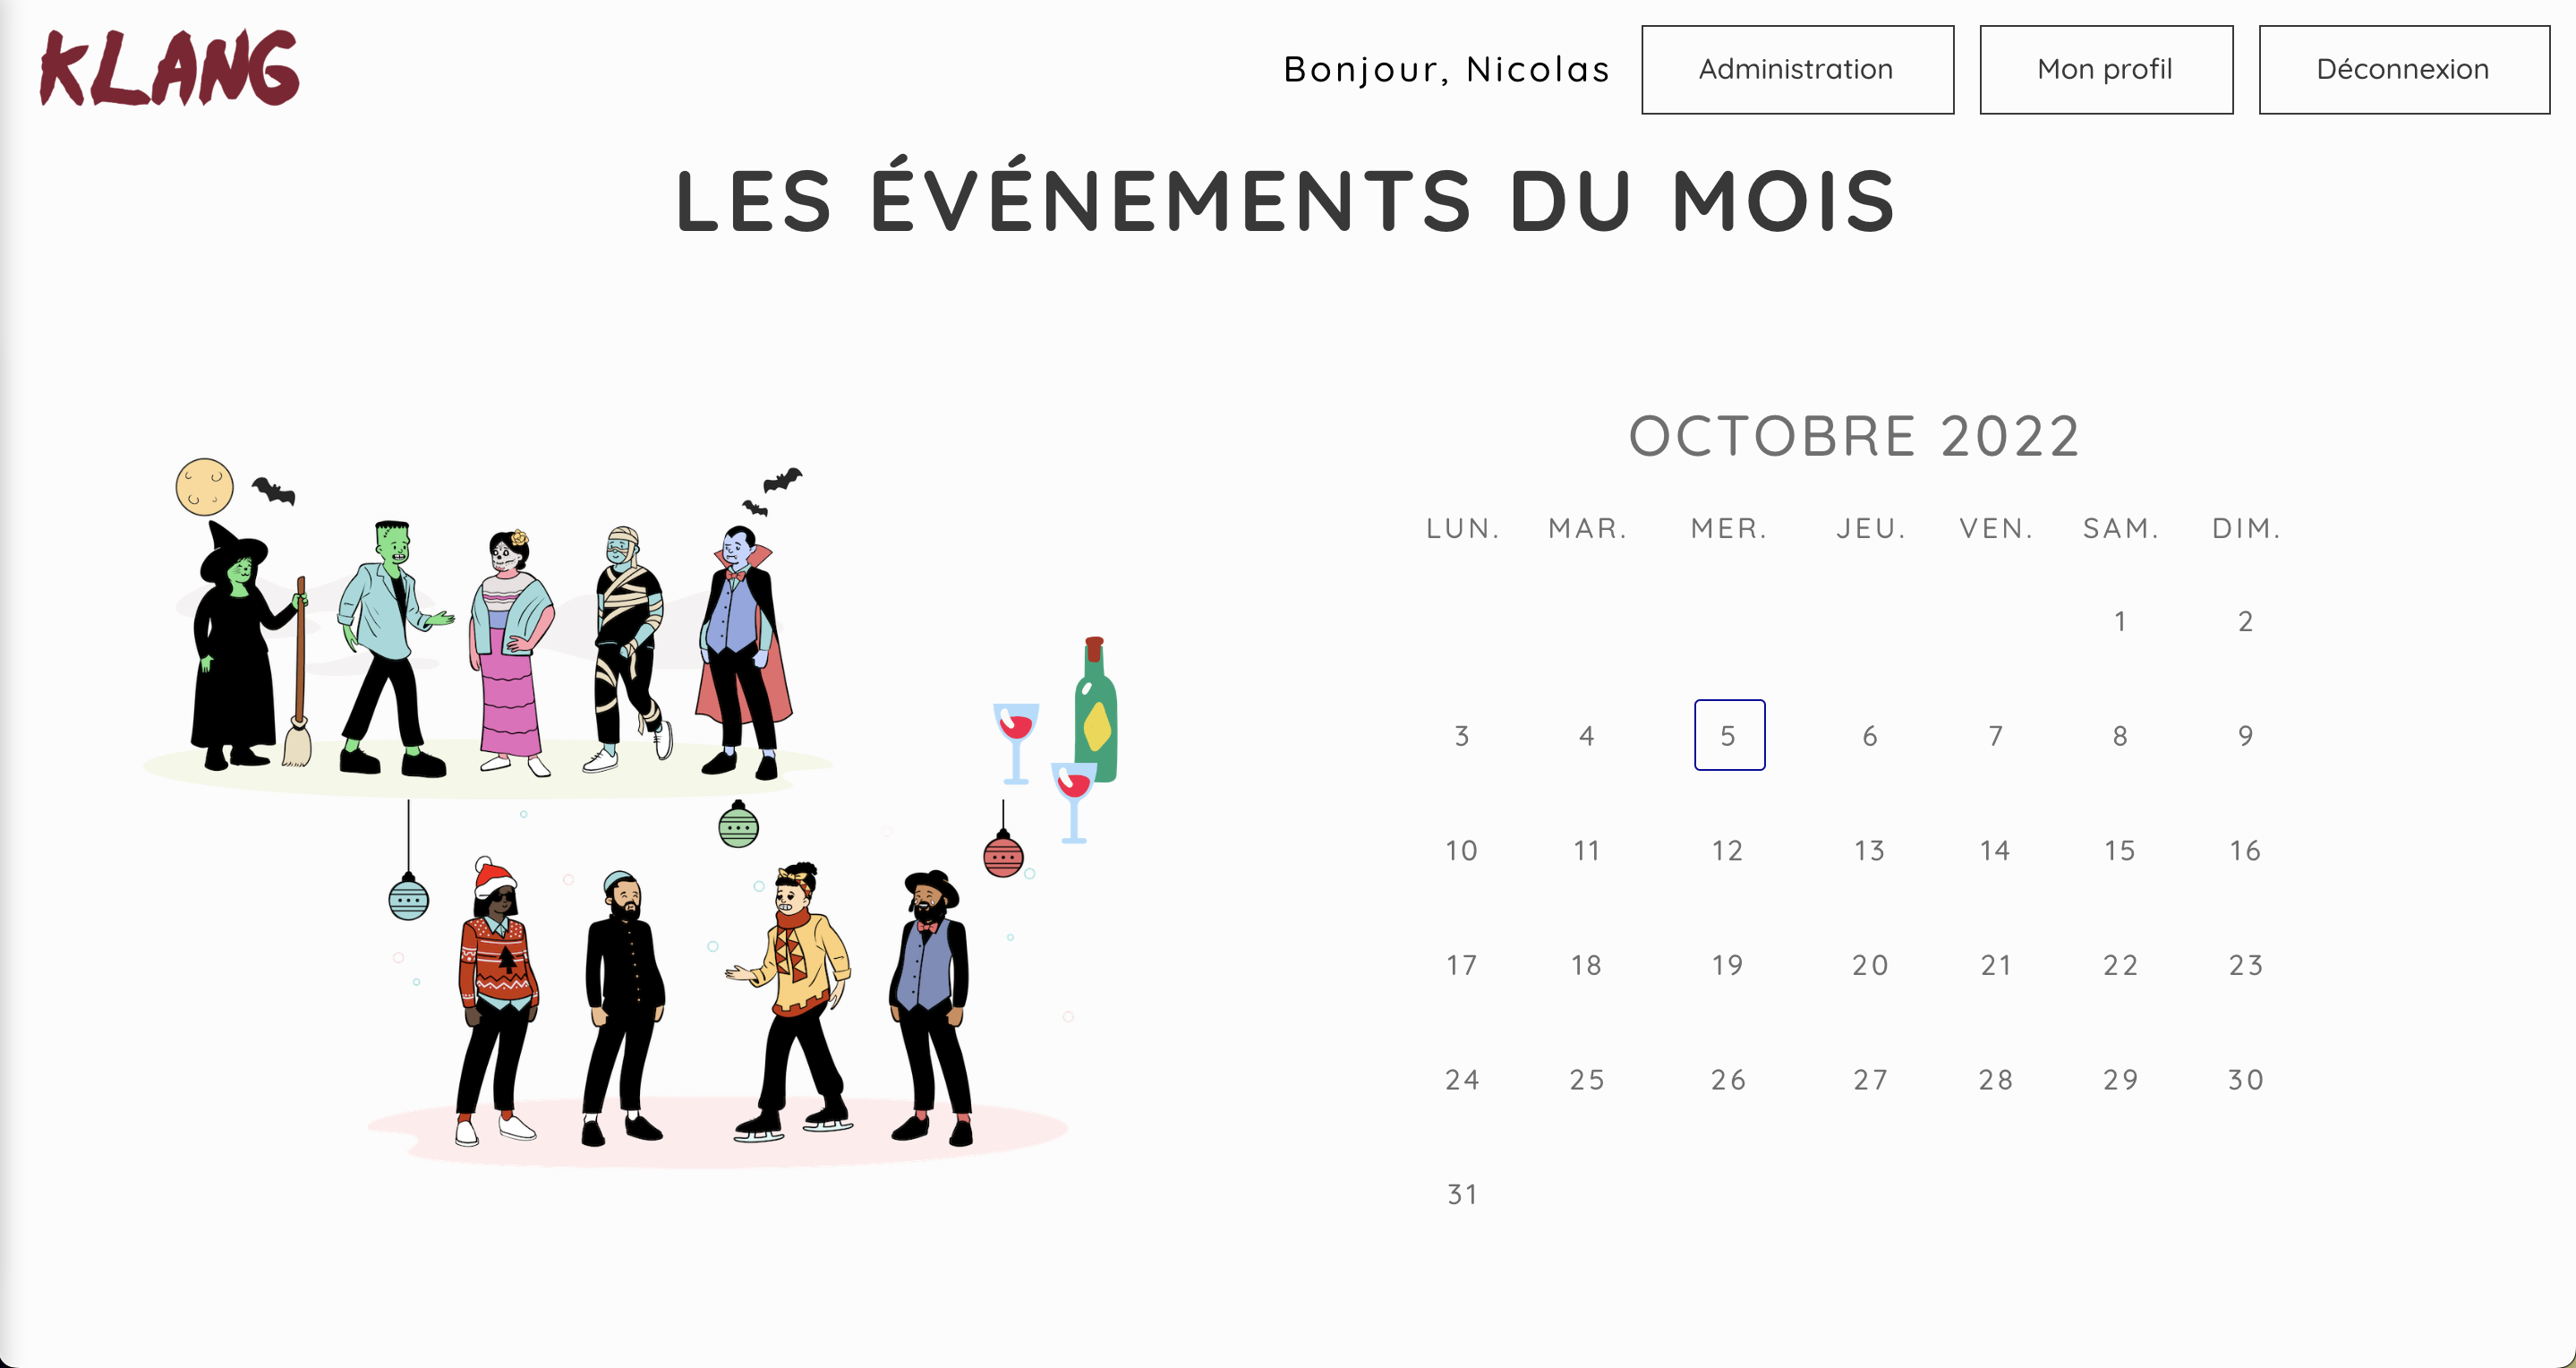 KLANG
Bonjour, Nicolas
Administration
Mon profil
Déconnexion
LES ÉVÉNEMENTS DU MOIS
OCTOBRE 2022
LUN. MAR. MER. JEU. VEN. SAM. DIM.
1 2
3 4 5 6 7 8 9
10 11 12 13 14 15 16
17 18 19 20 21 22 23
24 25 26 27 28 29 30
31